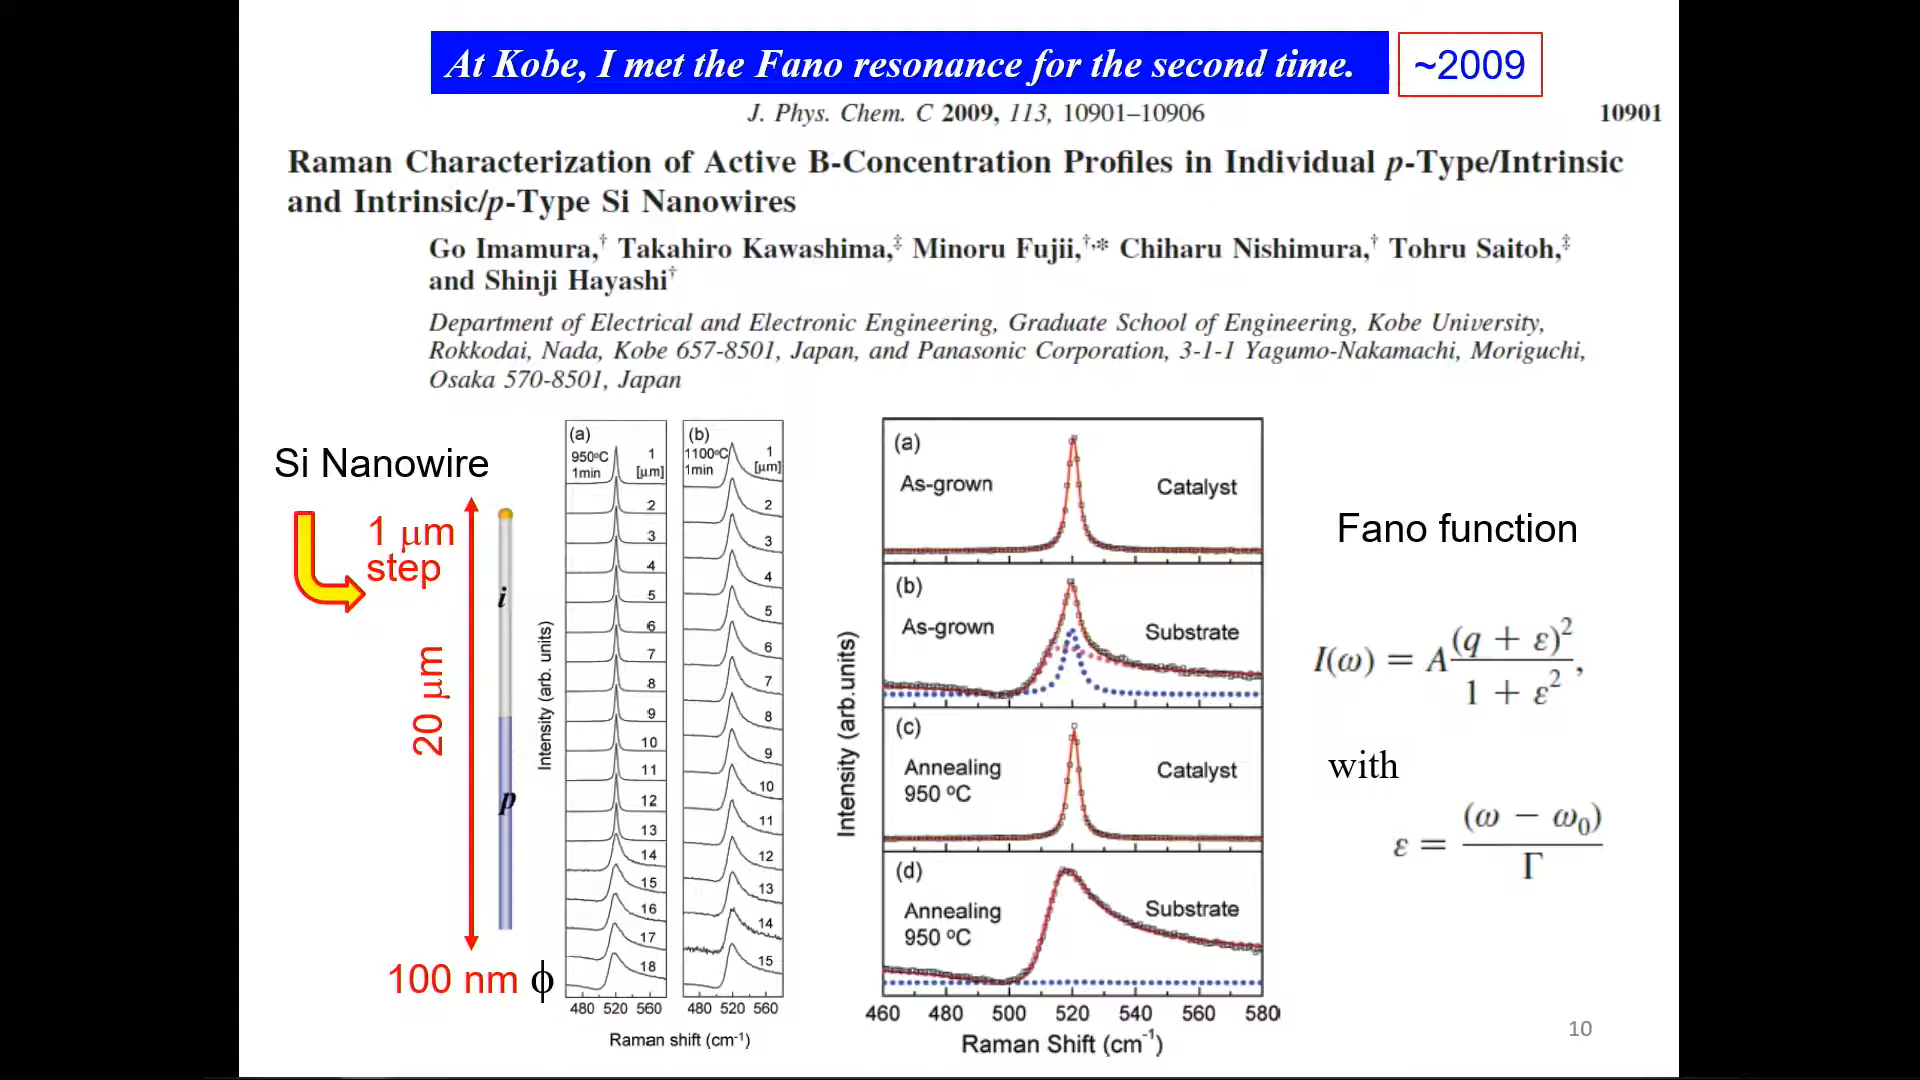 At Kobe, I met the Fano resonance for the second time.
~2009
J. Phys. Chem. C 2009, 113, 10901–10906
10901
Raman Characterization of Active B-Concentration Profiles in Individual p-Type/Intrinsic
and Intrinsic/p-Type Si Nanowires
Go Imamura,† Takahiro Kawashima,‡ Minoru Fujii,†,* Chiharu Nishimura,† Tohru Saitoh,‡
and Shinji Hayashi†
Department of Electrical and Electronic Engineering, Graduate School of Engineering, Kobe University,
Rokkodai, Nada, Kobe 657-8501, Japan, and Panasonic Corporation, 3-1-1 Yagumo-Nakamachi, Moriguchi,
Osaka 570-8501, Japan
Si Nanowire
1 μm
step
20 μm
i
p
100 nm ϕ
Intensity (arb. units)
(a)
950°C
1min
1
[μm]
2
3
4
5
6
7
8
9
10
11
12
13
14
15
16
17
18
480 520 560
(b)
1100°C
1min
1
[μm]
2
3
4
5
6
7
8
9
10
11
12
13
14
15
480 520 560
Raman shift (cm⁻¹)
Intensity (arb.units)
(a)
As-grown
Catalyst
(b)
As-grown
Substrate
(c)
Annealing
950 °C
Catalyst
(d)
Annealing
950 °C
Substrate
460 480 500 520 540 560 580
Raman Shift (cm⁻¹)
Fano function
I(ω) = A (q + ε)² / 1 + ε²,
with
ε = (ω − ω₀) / Γ
10